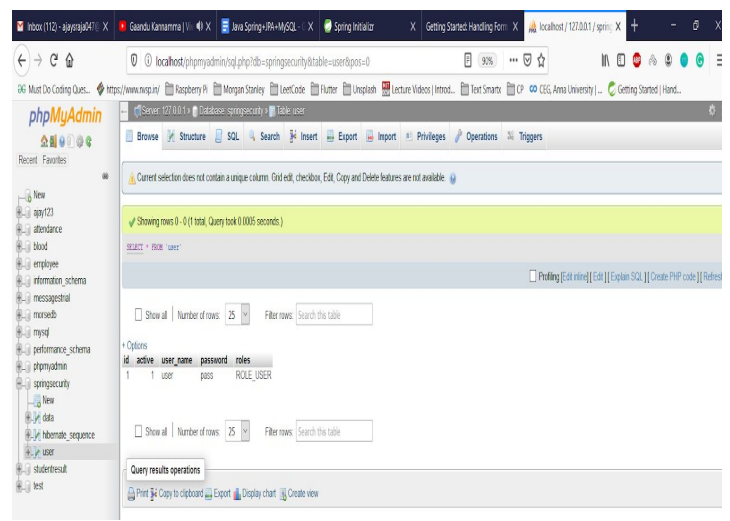 Inbox (112) - ajaysraja047@ X
Gaandu Kannamma | Vi X
Java Spring+JPA+MySQL - X
Spring Initializr X
Getting Started: Handling Form X
localhost / 127.0.0.1 / spring X
localhost/phpmyadmin/sql.php?db=springsecurity&table=user&pos=0
90%
Must Do Coding Ques...
https://www.nvsp.in/
Raspberry Pi
Morgan Stanley
LeetCode
Flutter
Unsplash
Lecture Videos | Introd...
Text Smartx
CP
CEG, Anna University | ...
Getting Started | Hand...
phpMyAdmin
Recent Favorites
New
ajay123
attendance
blood
employee
information_schema
messagestrial
morsedb
mysql
performance_schema
phpmyadmin
springsecurity
New
data
hibernate_sequence
user
studentresult
test
Server: 127.0.0.1 » Database: springsecurity » Table: user
Browse Structure SQL Search Insert Export Import Privileges Operations Triggers
Current selection does not contain a unique column. Grid edit, checkbox, Edit, Copy and Delete features are not available.
Showing rows 0 - 0 (1 total, Query took 0.0005 seconds.)
SELECT * FROM `user`
Profiling [Edit inline] [ Edit ] [ Explain SQL ] [ Create PHP code ] [ Refresh
Show all | Number of rows: 25 Filter rows: Search this table
+ Options
id active user_name password roles
1 1 user pass ROLE_USER
Show all | Number of rows: 25 Filter rows: Search this table
Query results operations
Print Copy to clipboard Export Display chart Create view